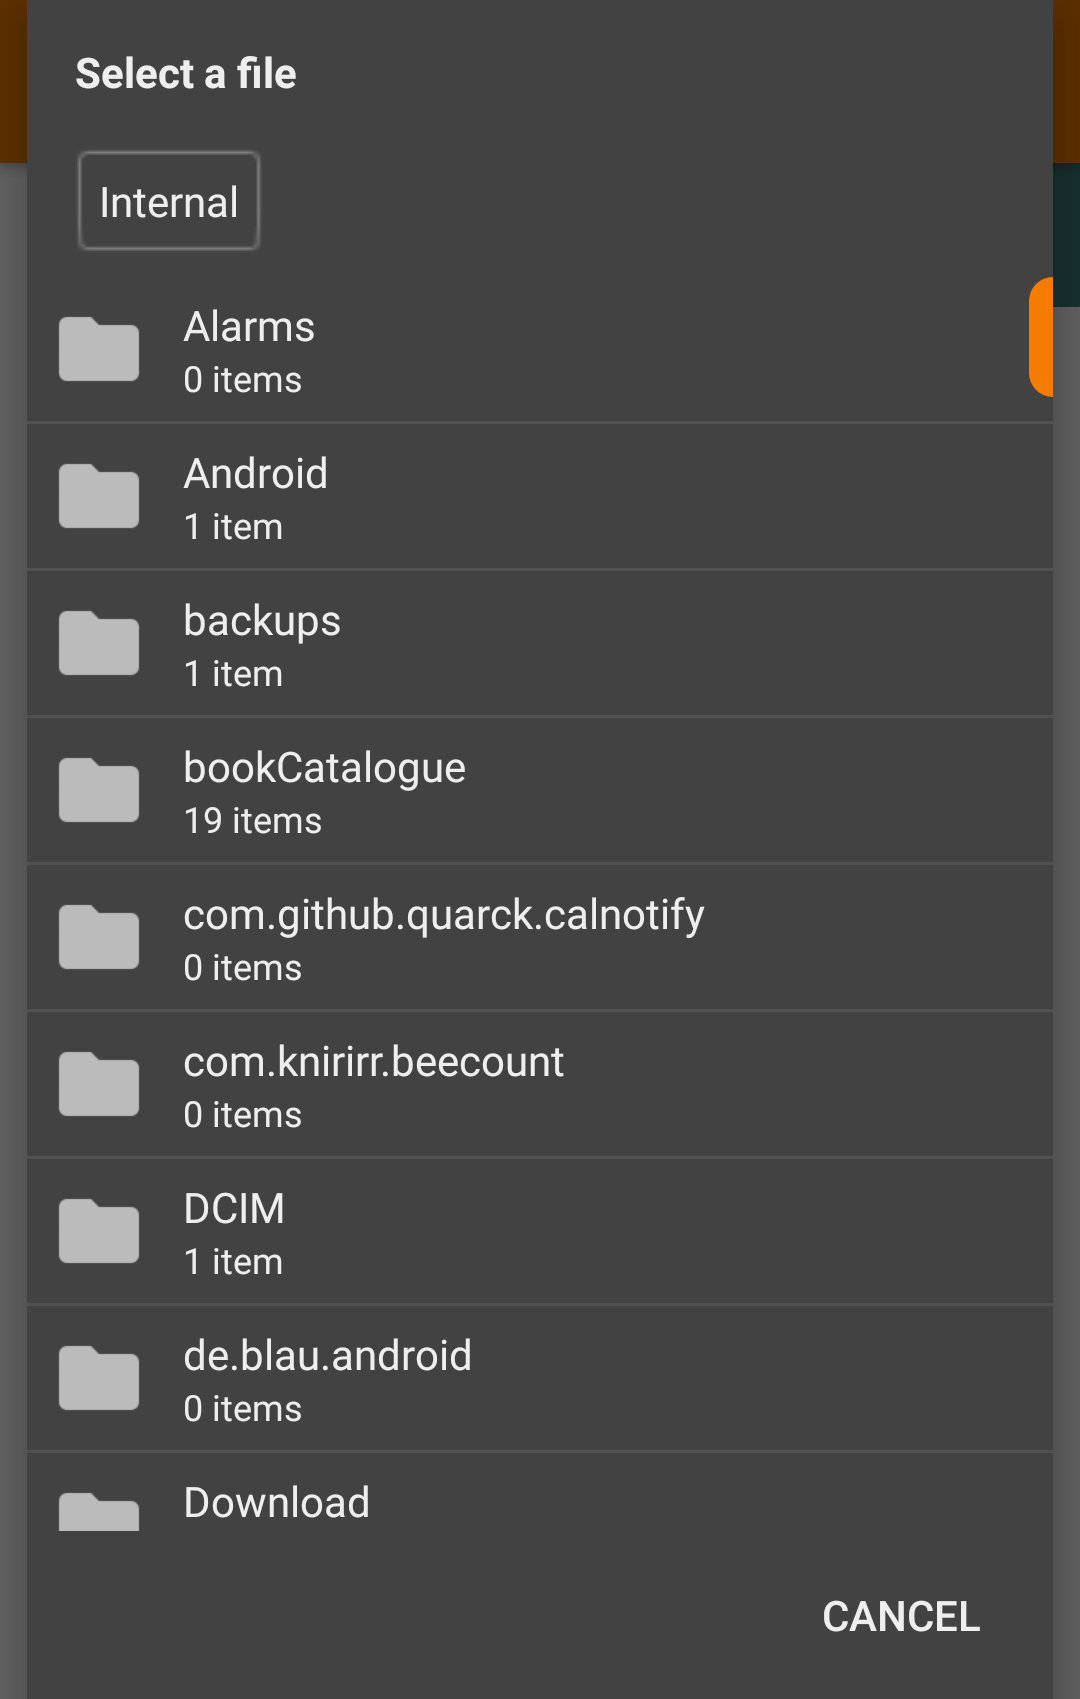 Select a file
Internal
Alarms
0 items
Android
1 item
backups
1 item
bookCatalogue
19 items
com.github.quarck.calnotify
0 items
com.knirirr.beecount
0 items
DCIM
1 item
de.blau.android
0 items
Download
CANCEL